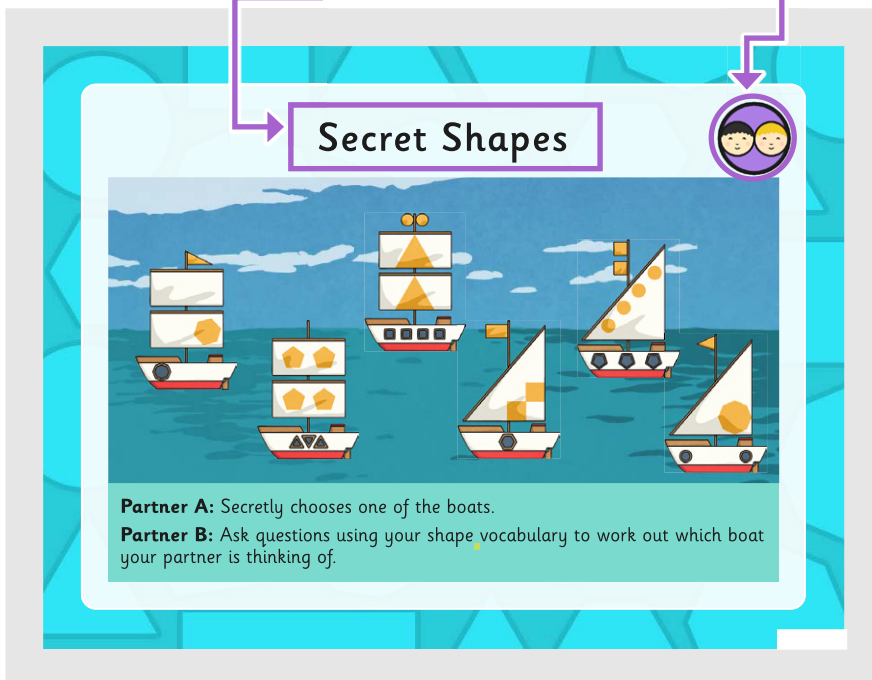 Secret Shapes
Partner A: Secretly chooses one of the boats.
Partner B: Ask questions using your shape vocabulary to work out which boat
your partner is thinking of.